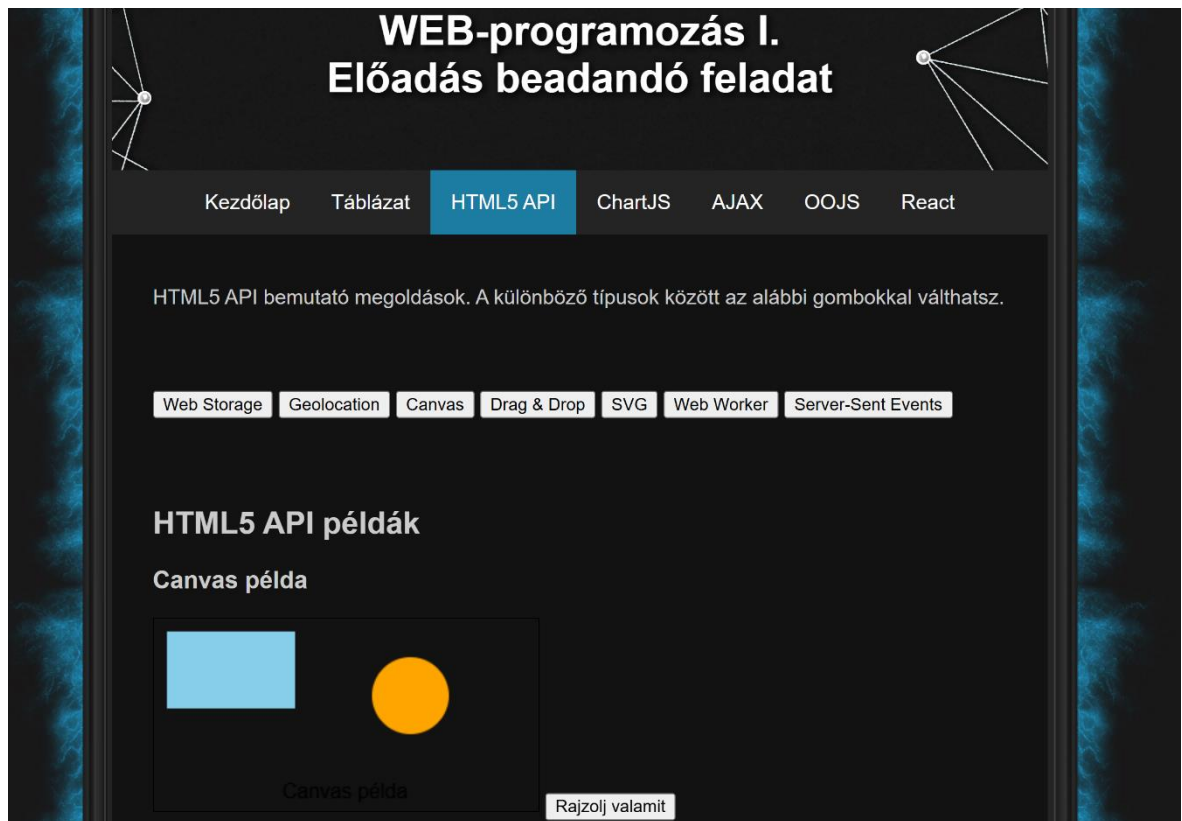 WEB-programozás I.
Előadás beadandó feladat
Kezdőlap Táblázat HTML5 API ChartJS AJAX OOJS React
HTML5 API bemutató megoldások. A különböző típusok között az alábbi gombokkal válthatsz.
Web Storage Geolocation Canvas Drag & Drop SVG Web Worker Server-Sent Events
HTML5 API példák
Canvas példa
Canvas példa
Rajzolj valamit